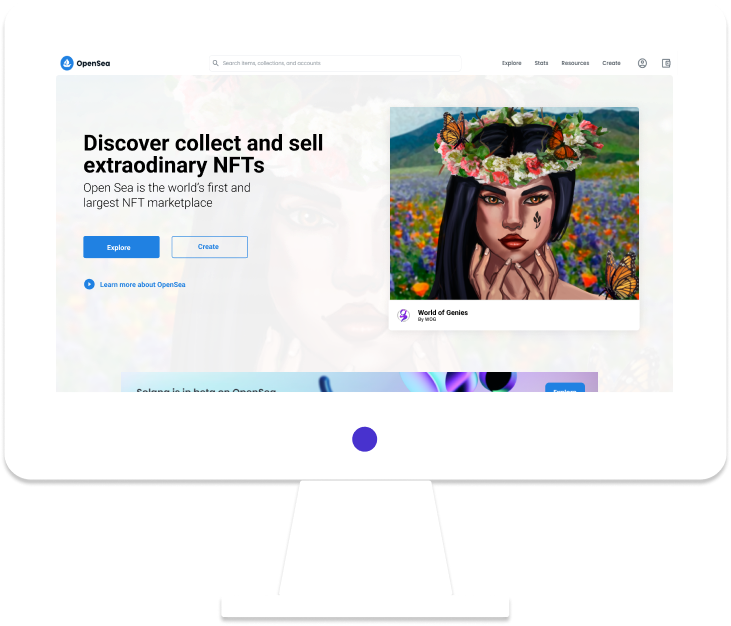 OpenSea
Search items, collections, and accounts
Explore
Stats
Resources
Create
Discover collect and sell
extraodinary NFTs
Open Sea is the world's first and
largest NFT marketplace
Explore
Create
Learn more about OpenSea
World of Genies
By WOG
Solana is in beta on OpenSea
Explore